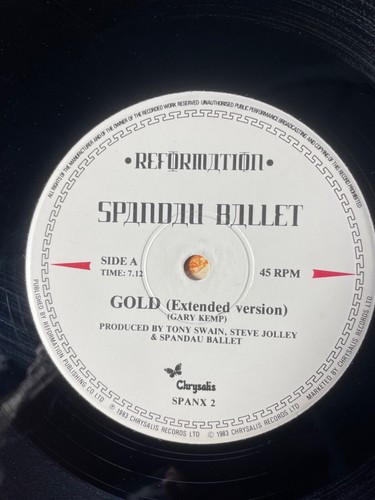 ALL RIGHTS OF THE MANUFACTURER AND OF THE OWNER OF THE RECORDED WORK RESERVED UNAUTHORISED PUBLIC PERFORMANCE BROADCASTING AND COPYING OF THIS RECORD PROHIBITED
• REFORMATION •
SPANDAU BALLET
SIDE A
TIME: 7.12
45 RPM
GOLD (Extended version)
(GARY KEMP)
PRODUCED BY TONY SWAIN, STEVE JOLLEY
& SPANDAU BALLET
Chrysalis
SPANX 2
PUBLISHED BY REFORMATION PUBLISHING CO ℗ 1983 CHRYSALIS RECORDS LTD © 1983 CHRYSALIS RECORDS LTD MARKETED BY CHRYSALIS RECORDS LTD